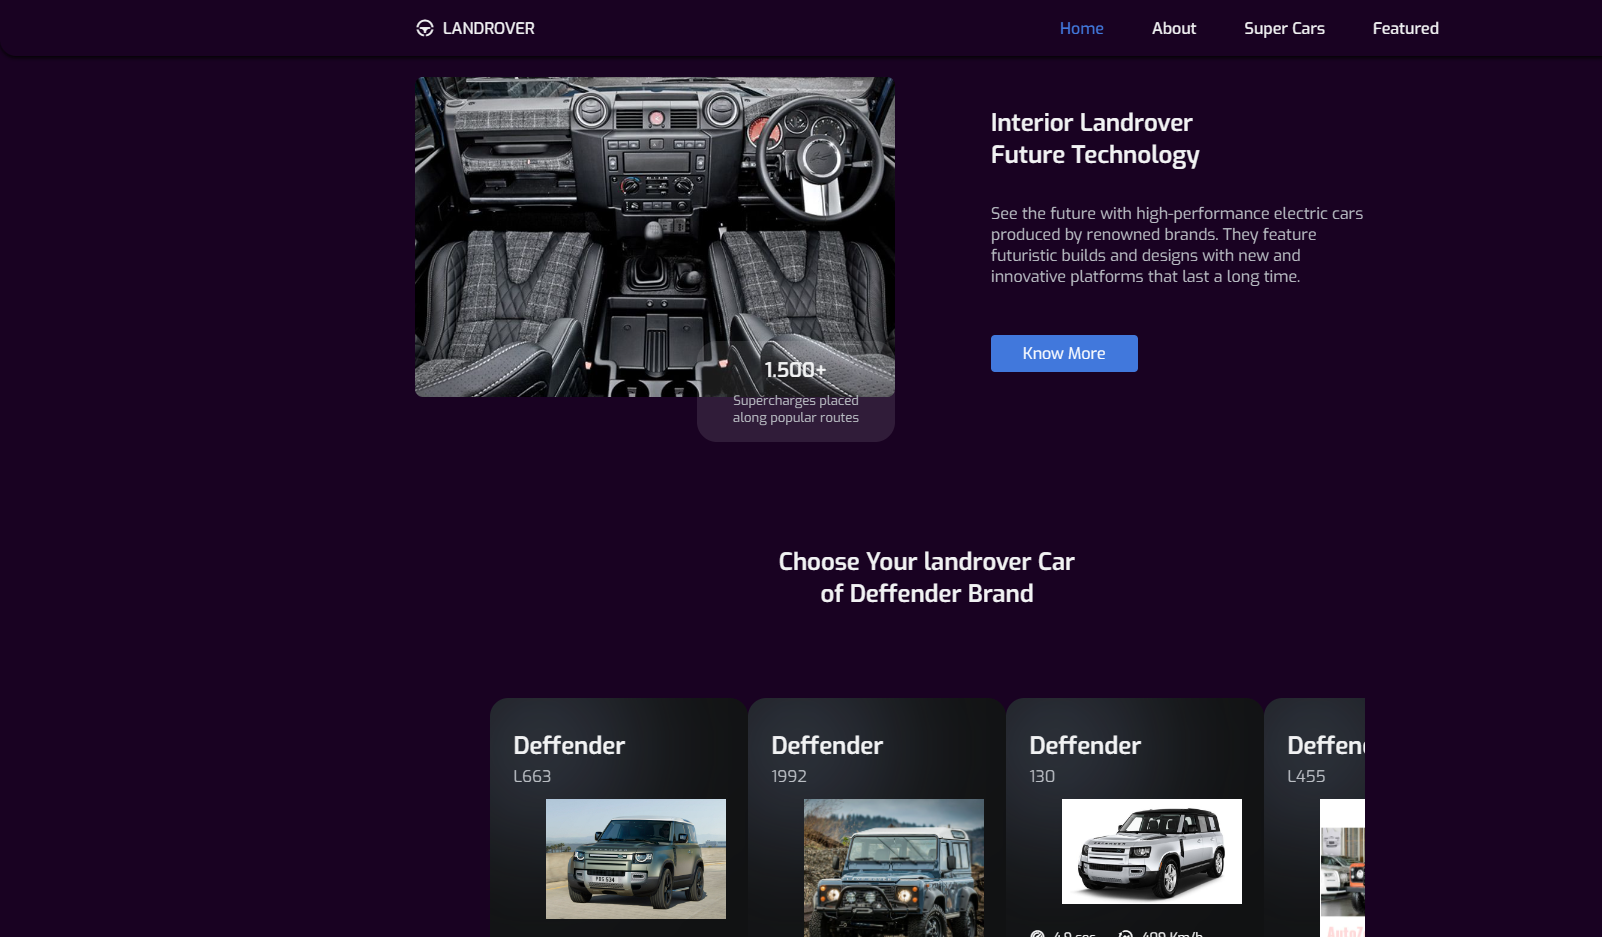 LANDROVER
Home
About
Super Cars
Featured
Interior Landrover
Future Technology
See the future with high-performance electric cars
produced by renowned brands. They feature
futuristic builds and designs with new and
innovative platforms that last a long time.
Know More
1.500+
Supercharges placed
along popular routes
Choose Your landrover Car
of Deffender Brand
Deffender
L663
Deffender
1992
Deffender
130
Deffen
L455
DEFENDER